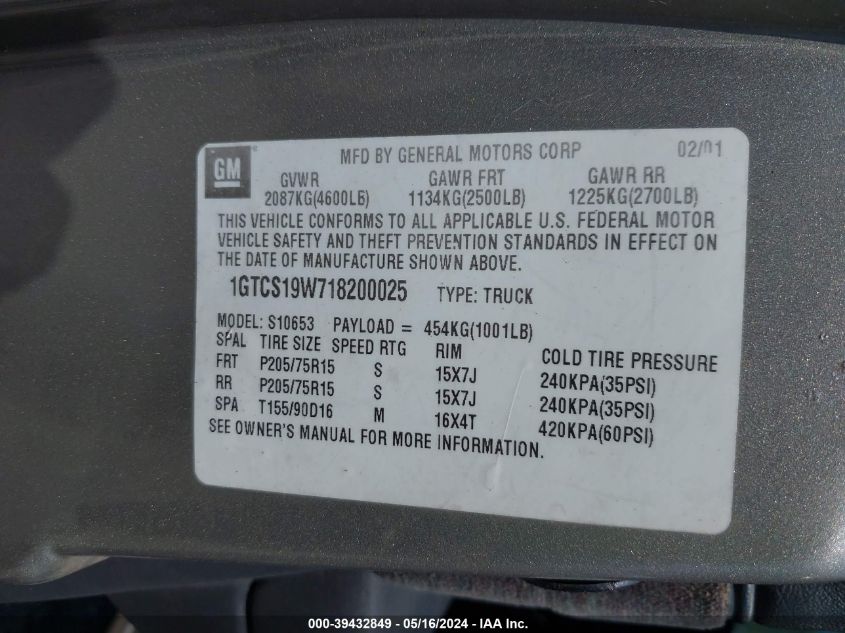 GM
MFD BY GENERAL MOTORS CORP 02/01
GVWR GAWR FRT GAWR RR
2087KG(4600LB) 1134KG(2500LB) 1225KG(2700LB)
THIS VEHICLE CONFORMS TO ALL APPLICABLE U.S. FEDERAL MOTOR
VEHICLE SAFETY AND THEFT PREVENTION STANDARDS IN EFFECT ON
THE DATE OF MANUFACTURE SHOWN ABOVE.
1GTCS19W718200025 TYPE: TRUCK
MODEL: S10653 PAYLOAD = 454KG(1001LB)
SPAL TIRE SIZE SPEED RTG RIM COLD TIRE PRESSURE
FRT P205/75R15 S 15X7J 240KPA(35PSI)
RR P205/75R15 S 15X7J 240KPA(35PSI)
SPA T155/90D16 M 16X4T 420KPA(60PSI)
SEE OWNER'S MANUAL FOR MORE INFORMATION.
000-39432849 - 05/16/2024 - IAA Inc.